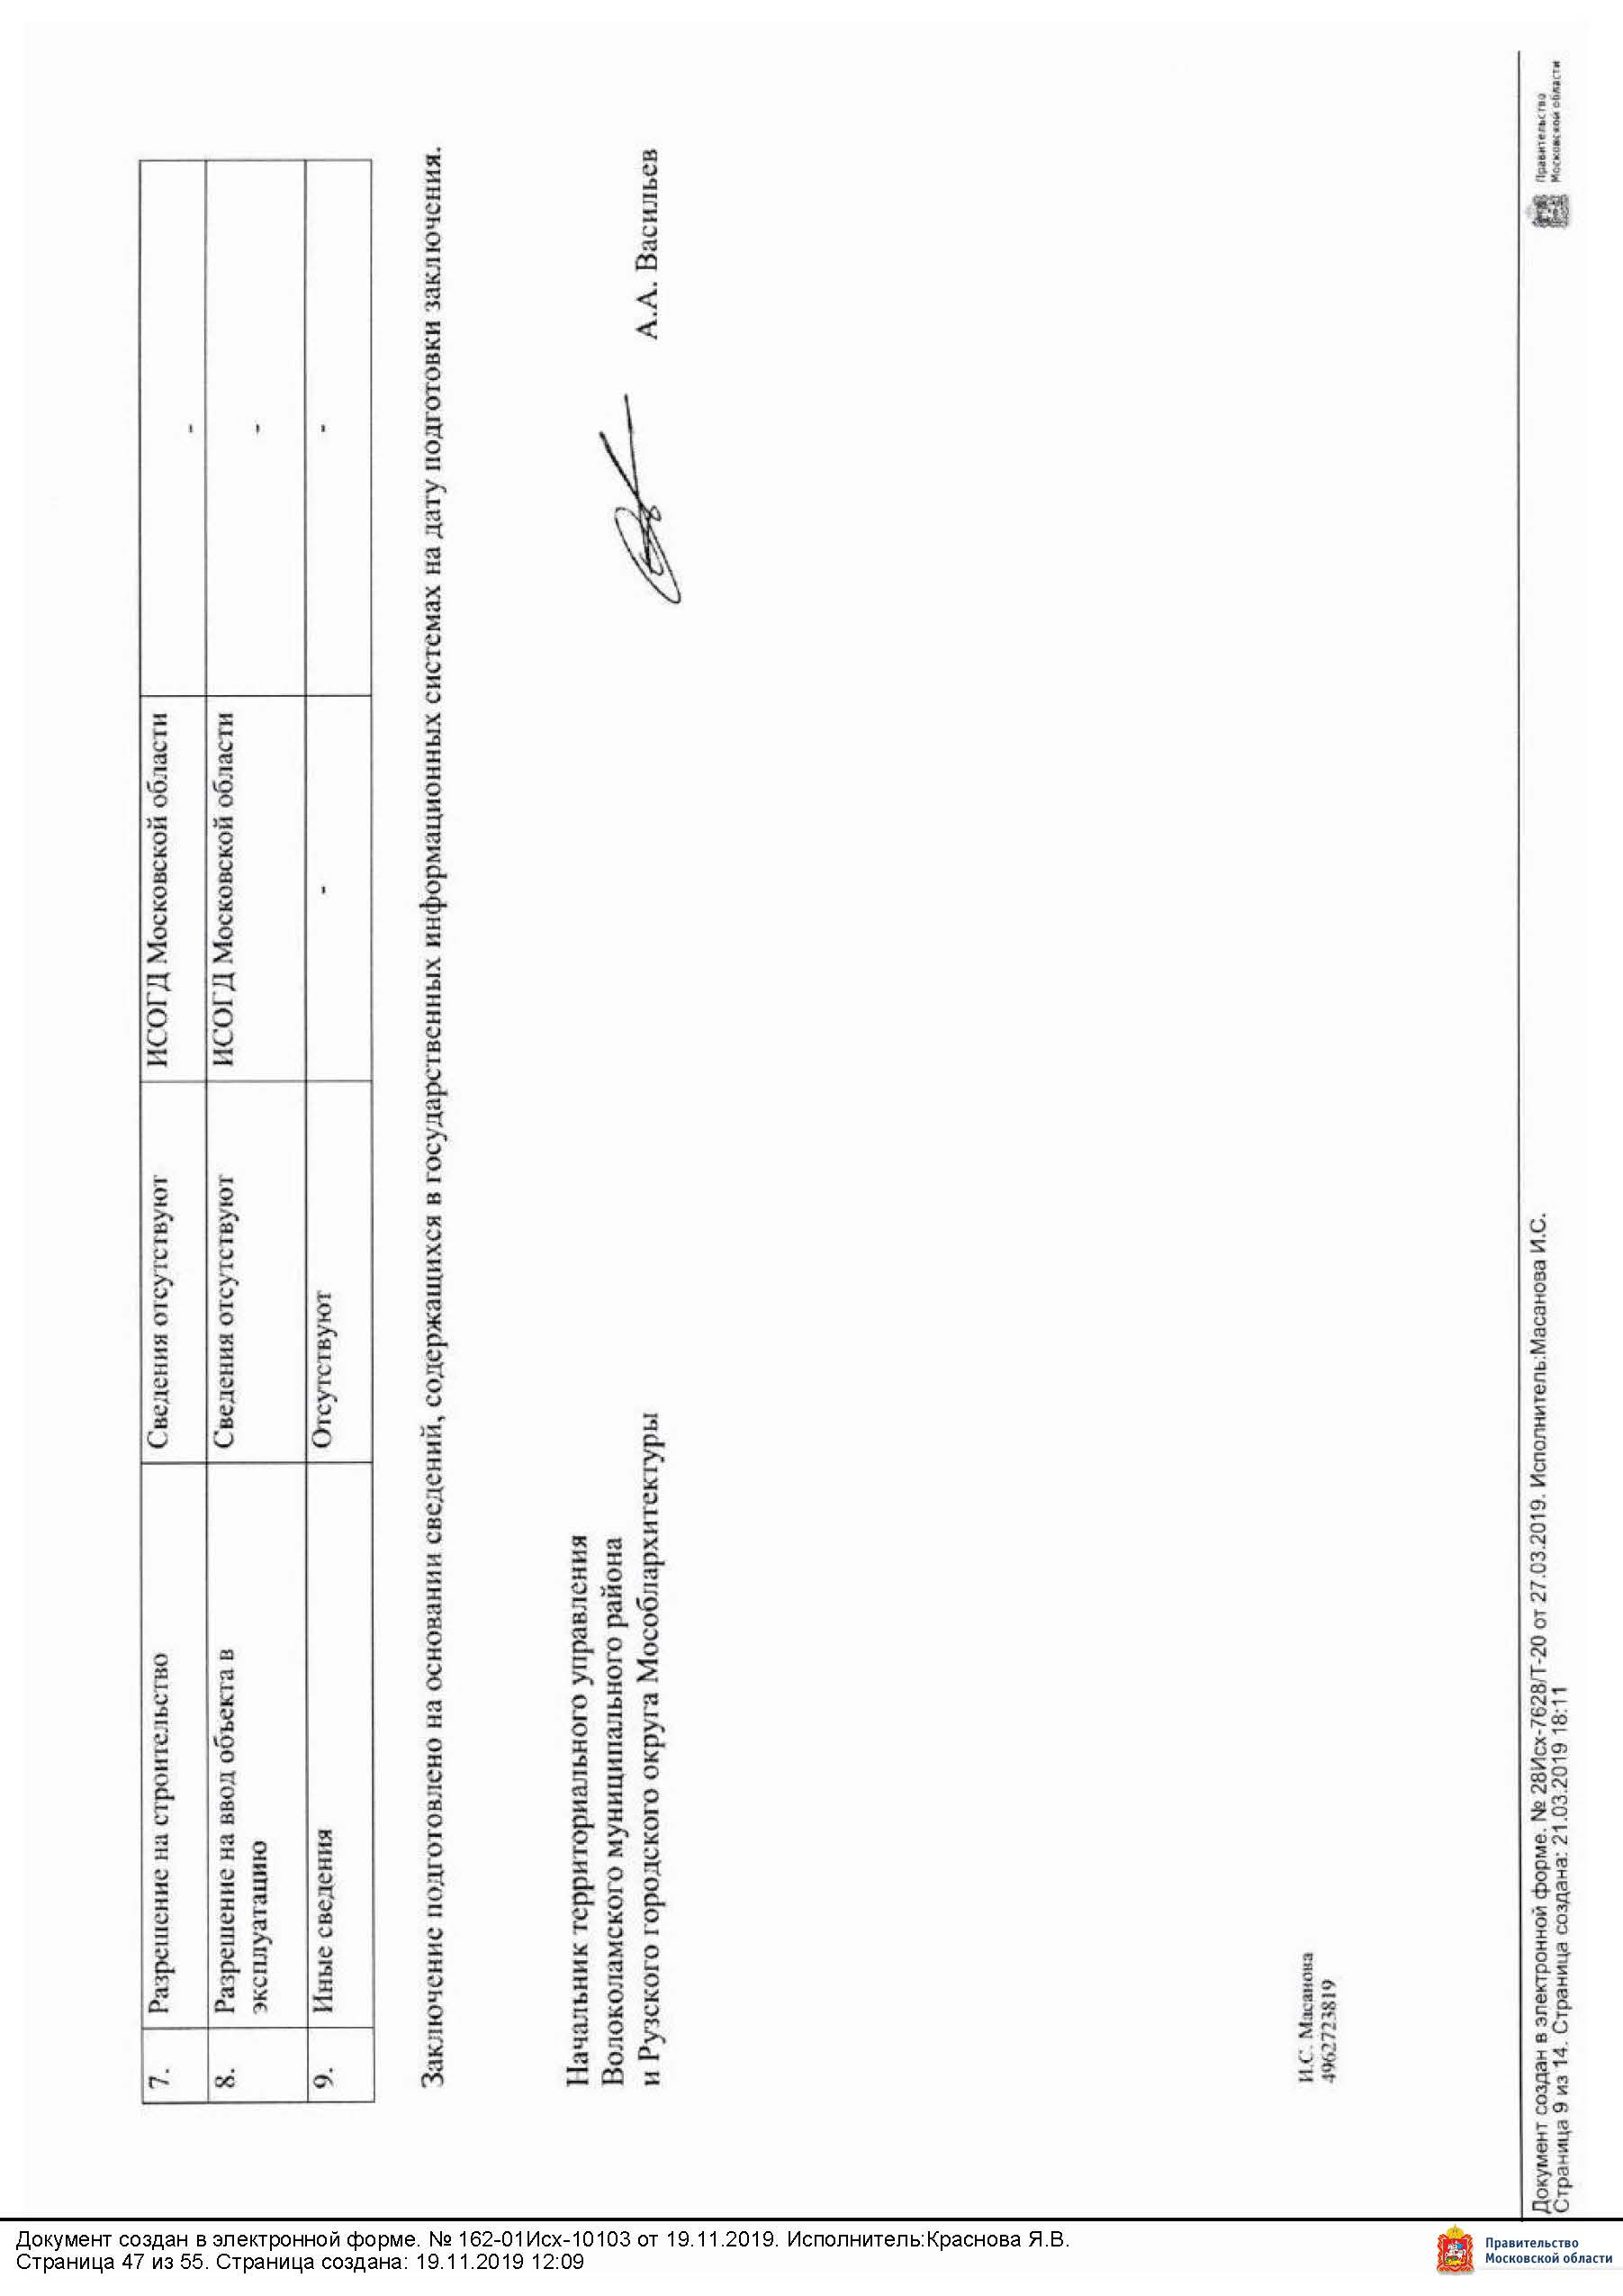 7. Разрешение на строительство Сведения отсутствуют ИСОГД Московской области -
8. Разрешение на ввод объекта в Сведения отсутствуют ИСОГД Московской области -
эксплуатацию
9. Иные сведения Отсутствуют - -
Заключение подготовлено на основании сведений, содержащихся в государственных информационных системах на дату подготовки заключения.
Начальник территориального управления
Волоколамского муниципального района
и Рузского городского округа Мособлархитектуры А.А. Васильев
И.С. Масанова
4962723819
Документ создан в электронной форме. № 28Исх-7628/Т-20 от 27.03.2019. Исполнитель:Масанова И.С.
Страница 9 из 14. Страница создана: 21.03.2019 18:11
Правительство
Московской области
Документ создан в электронной форме. № 162-01Исх-10103 от 19.11.2019. Исполнитель:Краснова Я.В.
Страница 47 из 55. Страница создана: 19.11.2019 12:09
Правительство
Московской области